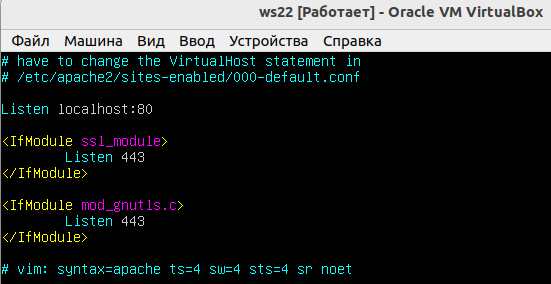 ws22 [Работает] - Oracle VM VirtualBox
Файл Машина Вид Ввод Устройства Справка
# have to change the VirtualHost statement in
# /etc/apache2/sites-enabled/000-default.conf
Listen localhost:80
<IfModule ssl_module>
Listen 443
</IfModule>
<IfModule mod_gnutls.c>
Listen 443
</IfModule>
# vim: syntax=apache ts=4 sw=4 sts=4 sr noet